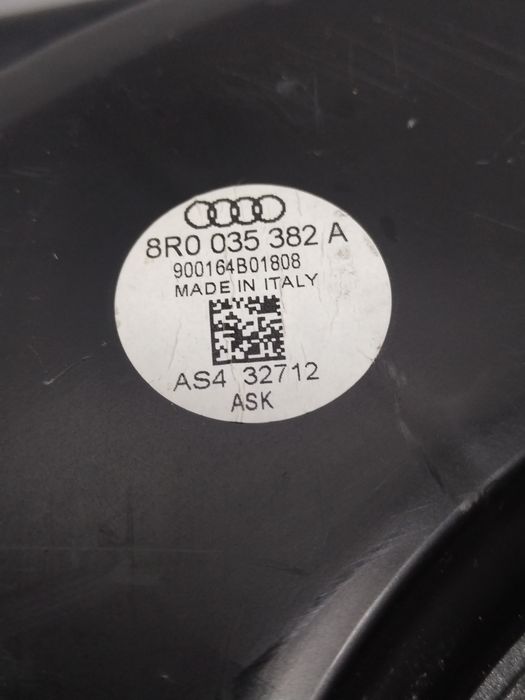 8R0 035 382 A
900164B01808
MADE IN ITALY
AS4 32712
ASK